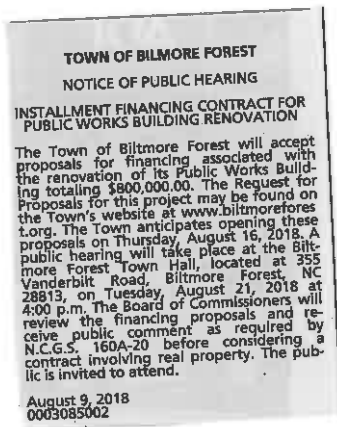 TOWN OF BILMORE FOREST
NOTICE OF PUBLIC HEARING
INSTALLMENT FINANCING CONTRACT FOR
PUBLIC WORKS BUILDING RENOVATION
The Town of Biltmore Forest will accept
proposals for financing associated with
the renovation of its Public Works Build-
ing totaling $800,000.00. The Request for
Proposals for this project may be found on
the Town's website at www.biltmorefores
t.org. The Town anticipates opening these
proposals on Thursday, August 16, 2018. A
public hearing will take place at the Bilt-
more Forest Town Hall, located at 355
Vanderbilt Road, Biltmore Forest, NC
28813, on Tuesday, August 21, 2018 at
4:00 p.m. The Board of Commissioners will
review the financing proposals and re-
ceive public comment as required by
N.C.G.S. 160A-20 before considering a
contract involving real property. The pub-
lic is invited to attend.
August 9, 2018
0003085002